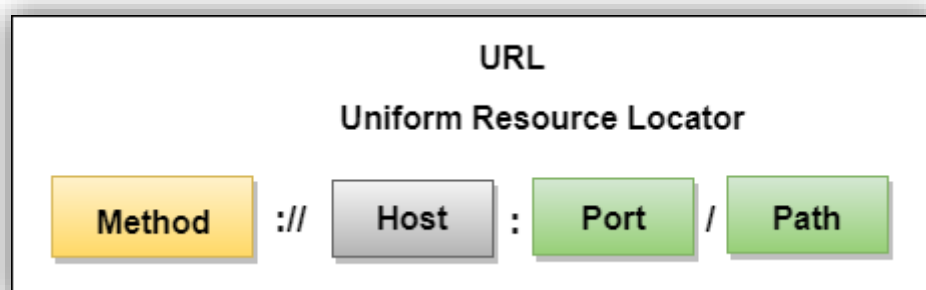 URL
Uniform Resource Locator
Method :// Host : Port / Path